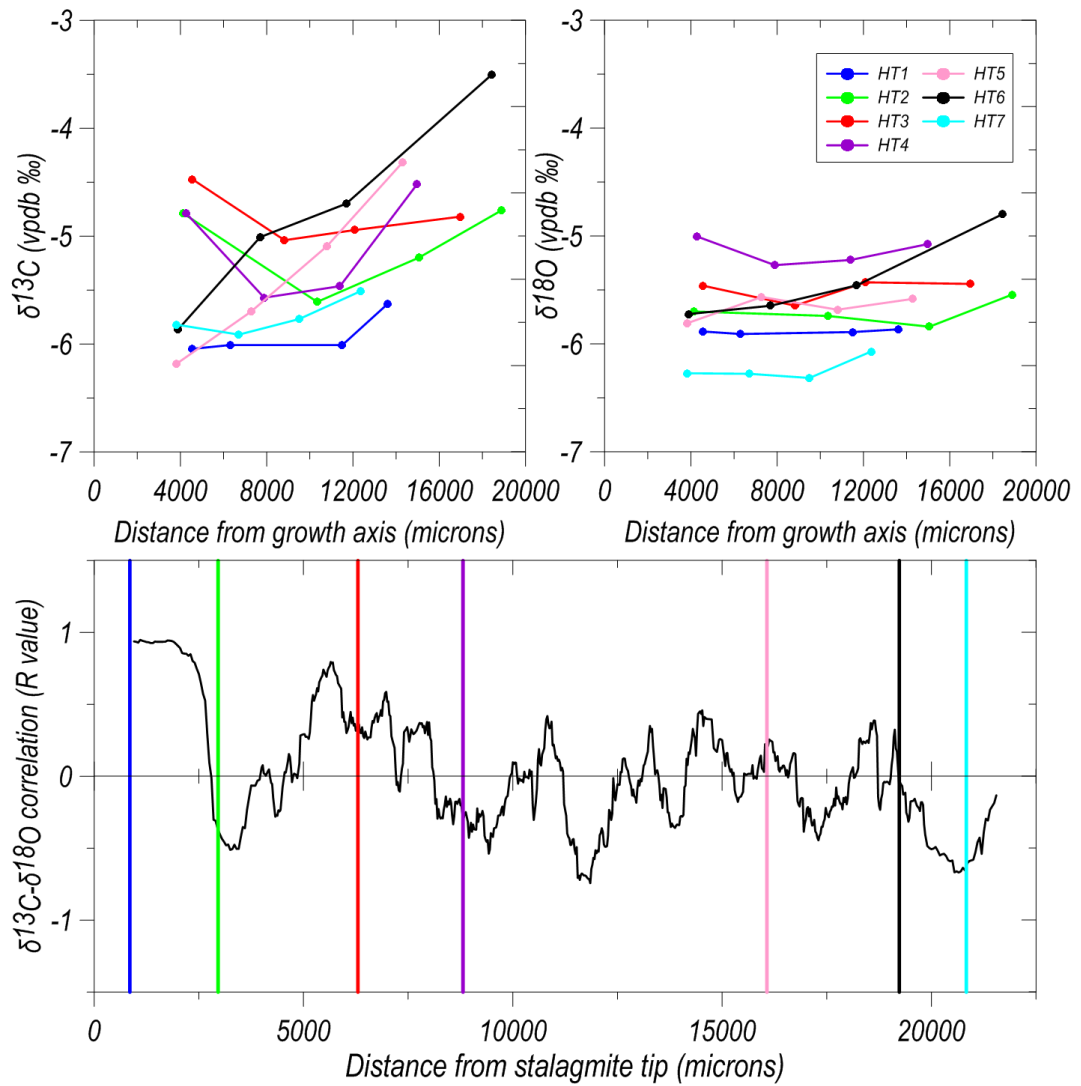 -3
-4
-5
-6
-7
δ13C (vpdb ‰)
0 4000 8000 12000 16000 20000
Distance from growth axis (microns)
-3
-4
-5
-6
-7
δ18O (vpdb ‰)
HT1 HT5
HT2 HT6
HT3 HT7
HT4
0 4000 8000 12000 16000 20000
Distance from growth axis (microns)
1
0
-1
δ13C-δ18O correlation (R value)
0 5000 10000 15000 20000
Distance from stalagmite tip (microns)